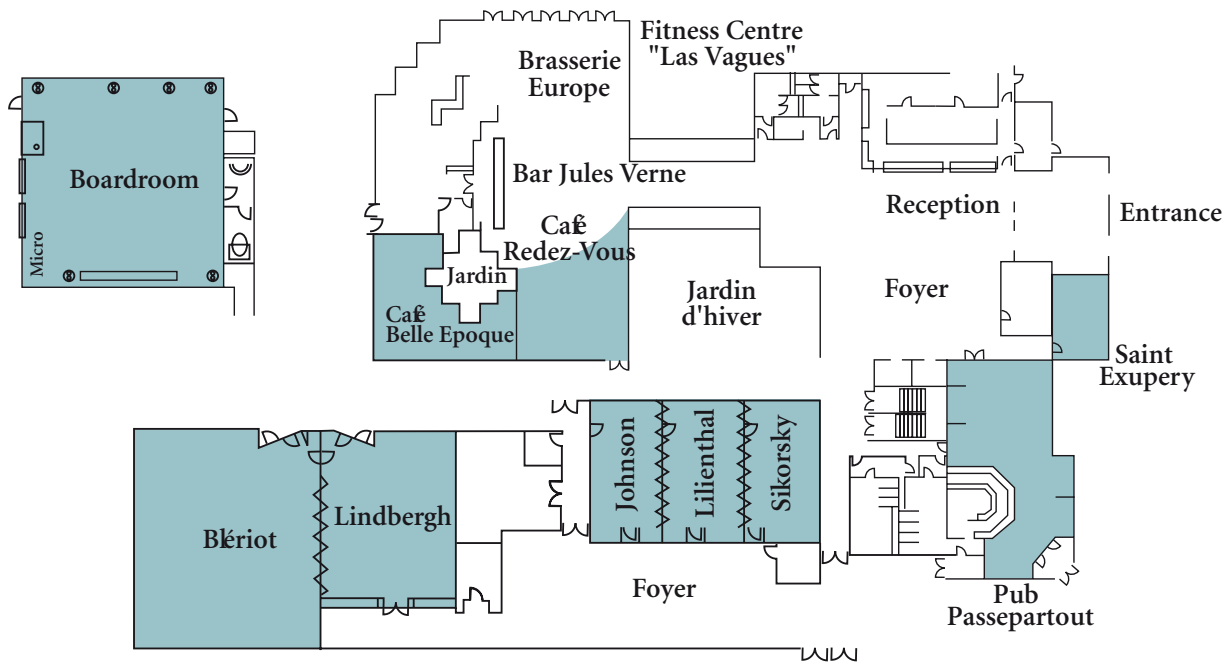 Fitness Centre
"Las Vagues"
Brasserie
Europe
Boardroom
Micro
Bar Jules Verne
Reception
Entrance
Café
Redez-Vous
Jardin
Café
Belle Epoque
Jardin
d'hiver
Foyer
Saint
Exupery
Johnson
Lilienthal
Sikorsky
Blériot
Lindbergh
Foyer
Pub
Passepartout